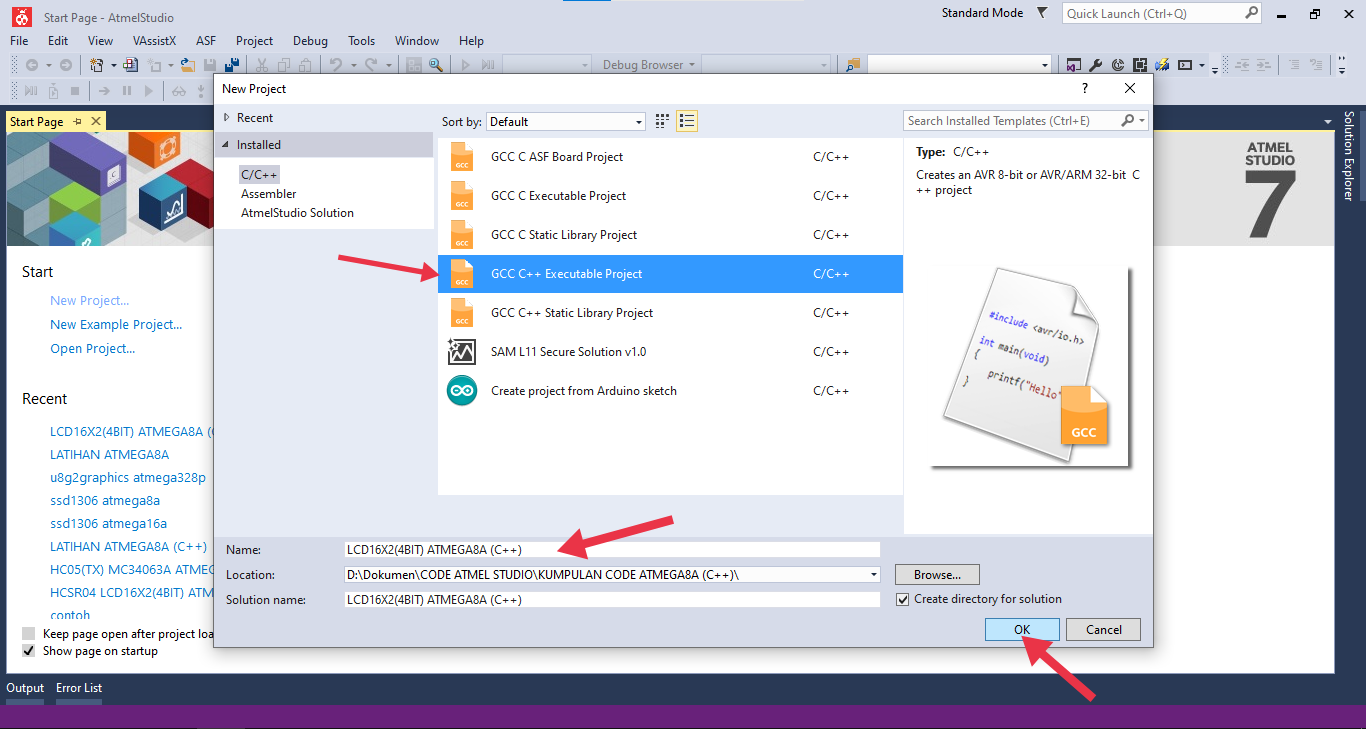 Start Page - AtmelStudio
Standard Mode
Quick Launch (Ctrl+Q)
File Edit View VAssistX ASF Project Debug Tools Window Help
Debug Browser
Start Page
New Project
?
Recent
Installed
C/C++
Assembler
AtmelStudio Solution
Sort by: Default
Search Installed Templates (Ctrl+E)
GCC C ASF Board Project C/C++
GCC C Executable Project C/C++
GCC C Static Library Project C/C++
GCC C++ Executable Project C/C++
GCC C++ Static Library Project C/C++
SAM L11 Secure Solution v1.0 C/C++
Create project from Arduino sketch C/C++
GCC
GCC
GCC
GCC
GCC
Type: C/C++
Creates an AVR 8-bit or AVR/ARM 32-bit C
++ project
#include <avr/io.h>
int main(void)
{
printf("Hello"
}
GCC
ATMEL
STUDIO
7
Solution Explorer
Start
New Project...
New Example Project...
Open Project...
Recent
LCD16X2(4BIT) ATMEGA8A (
LATIHAN ATMEGA8A
u8g2graphics atmega328p
ssd1306 atmega8a
ssd1306 atmega16a
LATIHAN ATMEGA8A (C++)
HC05(TX) MC34063A ATMEG
HCSR04 LCD16X2(4BIT) ATM
contoh
Keep page open after project loa
Show page on startup
Name: LCD16X2(4BIT) ATMEGA8A (C++)
Location: D:\Dokumen\CODE ATMEL STUDIO\KUMPULAN CODE ATMEGA8A (C++)\
Browse...
Solution name: LCD16X2(4BIT) ATMEGA8A (C++)
Create directory for solution
OK Cancel
Output Error List